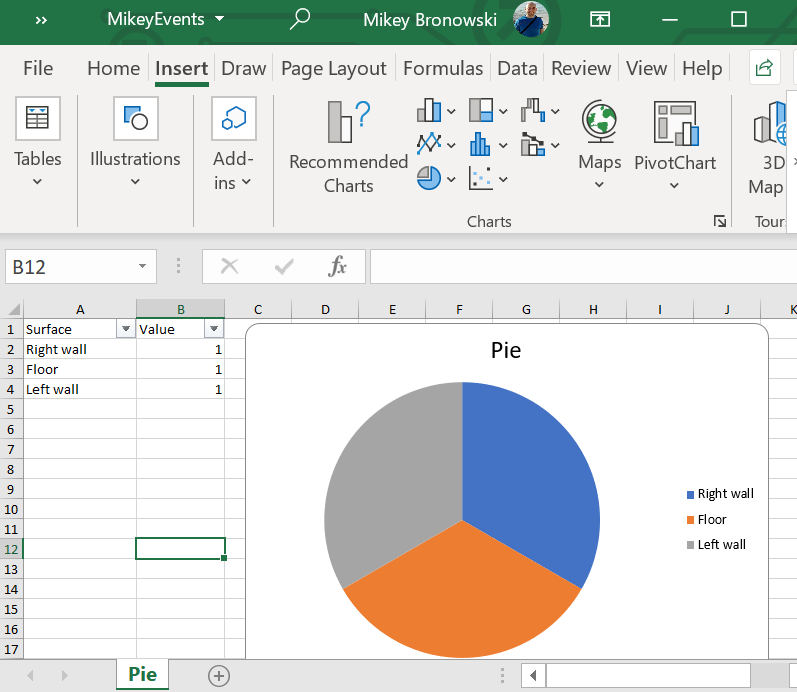 » MikeyEvents Mikey Bronowski
File Home Insert Draw Page Layout Formulas Data Review View Help
Tables Illustrations Add-ins Recommended Charts Maps PivotChart 3D Map
Charts Tour
B12 fx
A B C D E F G H I J K
1 Surface Value
2 Right wall 1
3 Floor 1
4 Left wall 1
5
6
7
8
9
10
11
12
13
14
15
16
17
Pie
Right wall
Floor
Left wall
Pie